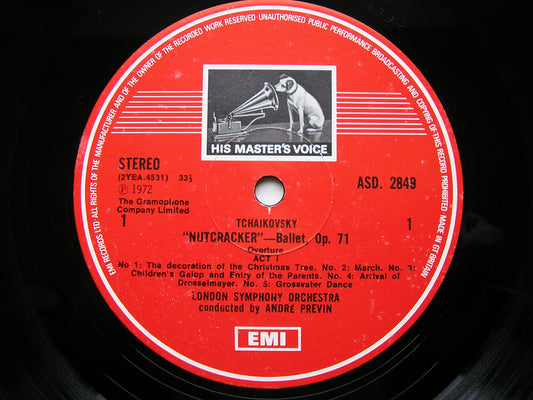 EMI RECORDS LTD ALL RIGHTS OF THE MANUFACTURER AND OF THE OWNER OF THE RECORDED WORK RESERVED UNAUTHORISED PUBLIC PERFORMANCE BROADCASTING AND COPYING OF THIS RECORD PROHIBITED MADE IN GT BRITAIN
HIS MASTER'S VOICE
STEREO
(2YEA.4531) 33⅓
℗ 1972
The Gramophone
Company Limited
1
ASD. 2849
1
TCHAIKOVSKY
"NUTCRACKER"—Ballet, Op. 71
Overture
ACT I
No 1: The decoration of the Christmas Tree. No. 2: March. No. 3:
Children's Galop and Entry of the Parents. No. 4: Arrival of
Drosselmayer. No. 5: Grossvater Dance
LONDON SYMPHONY ORCHESTRA
conducted by ANDRÉ PREVIN
EMI